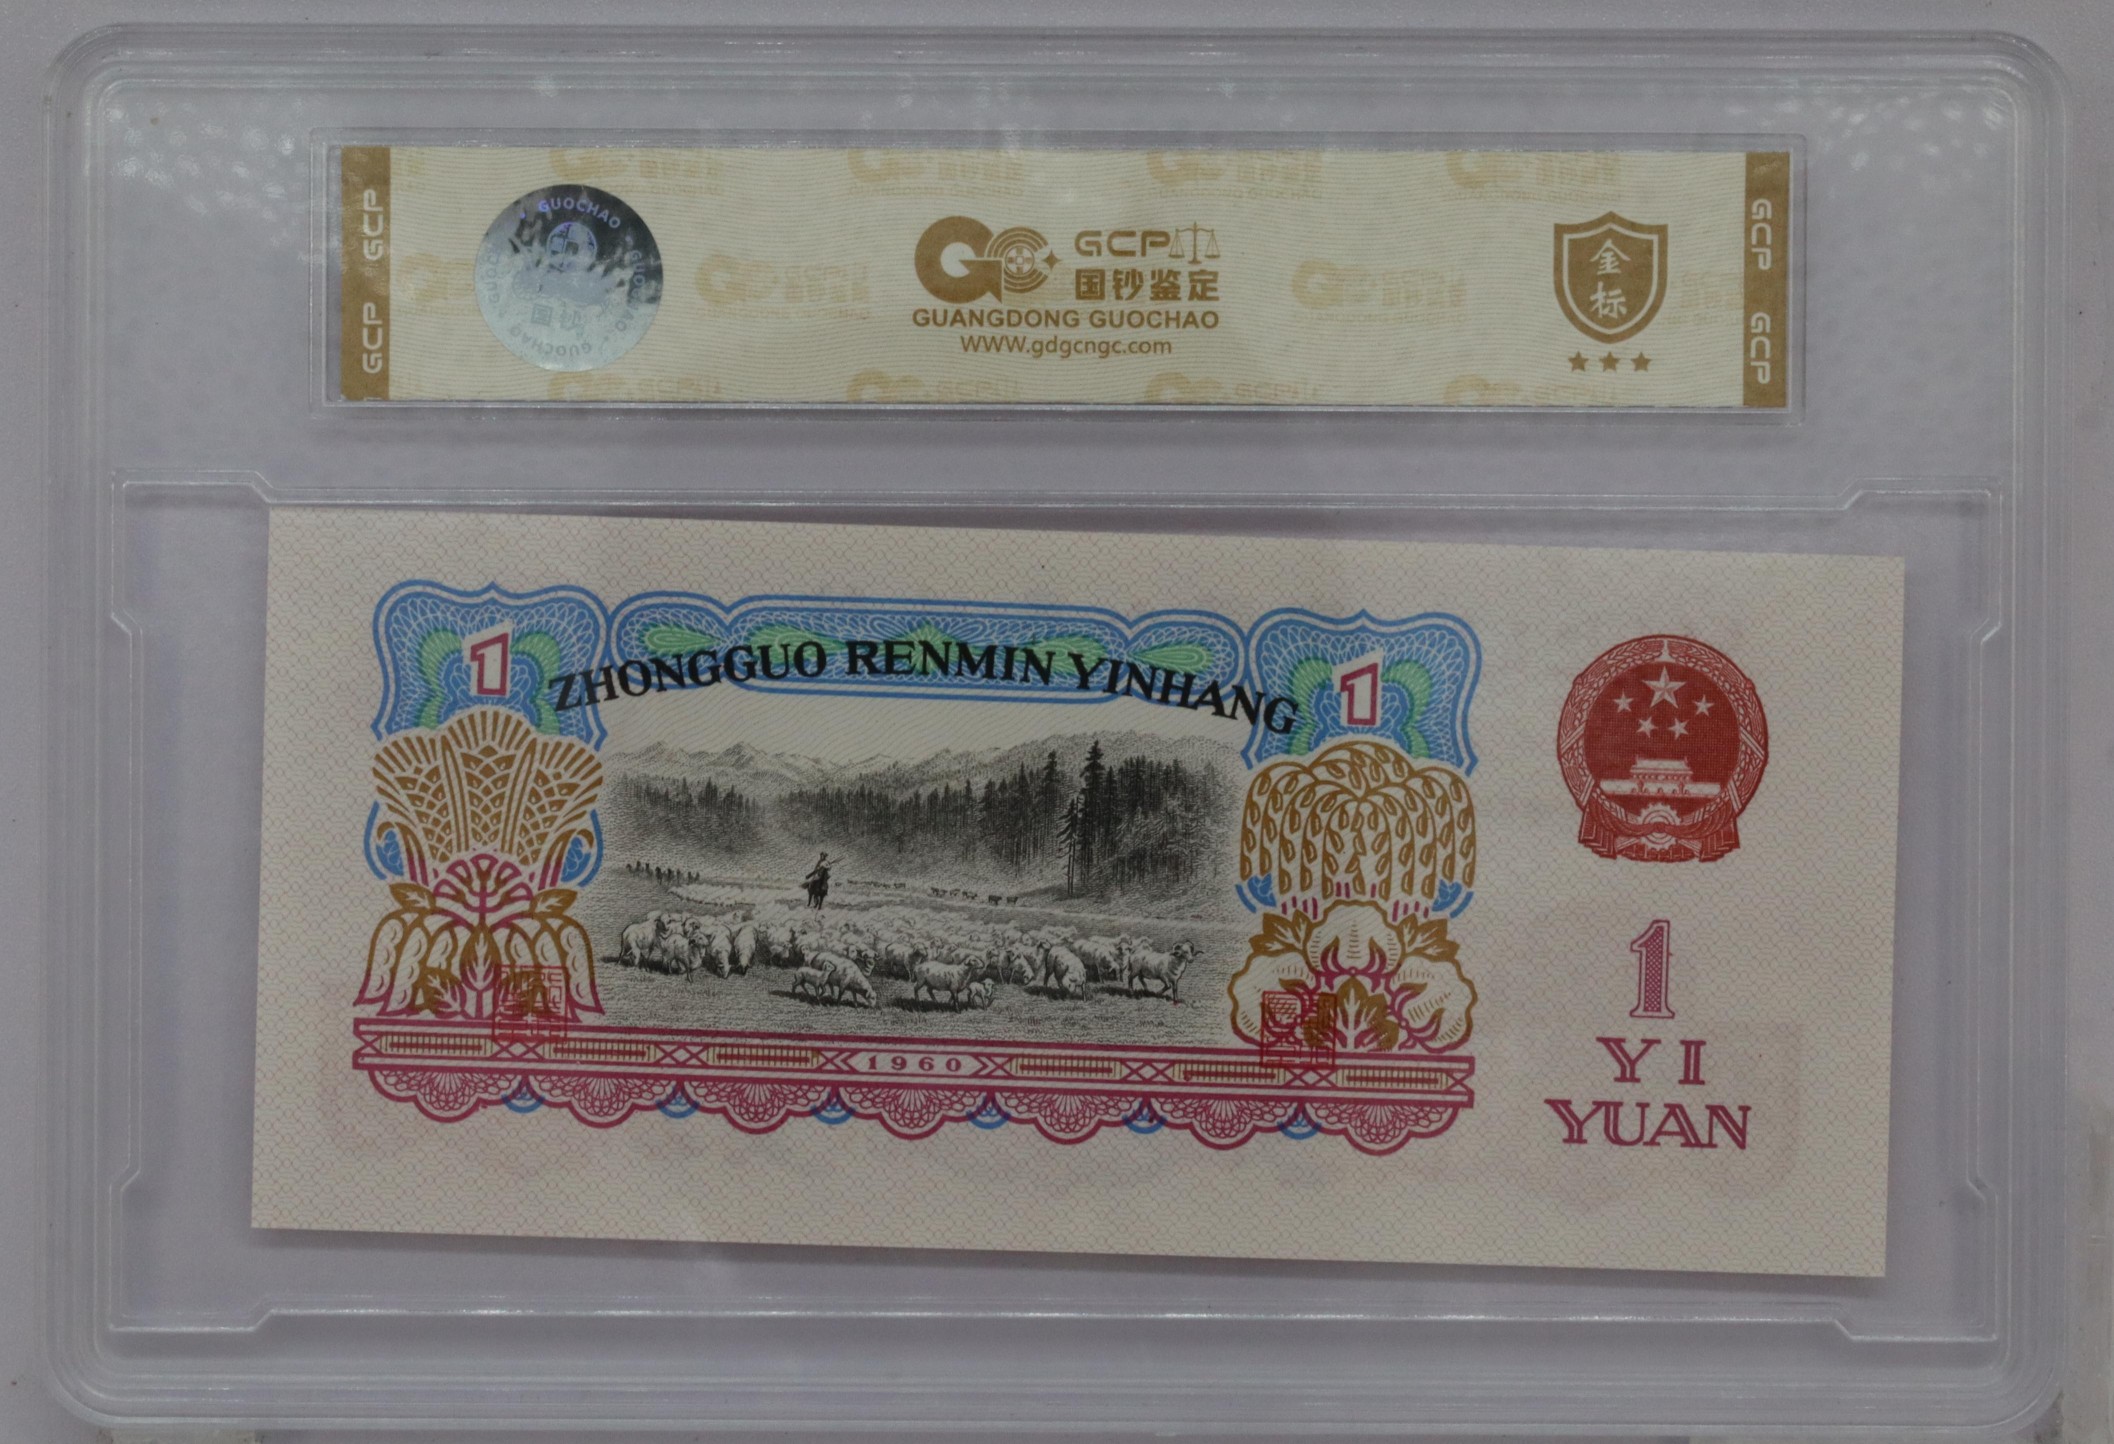 GCP GCP
GUOCHAO
国钞
GCP
国钞鉴定
GUANGDONG GUOCHAO
WWW.gdgcngc.com
金
标
GCP GCP
1
ZHONGGUO RENMIN YINHANG
1
1960
1
YI
YUAN